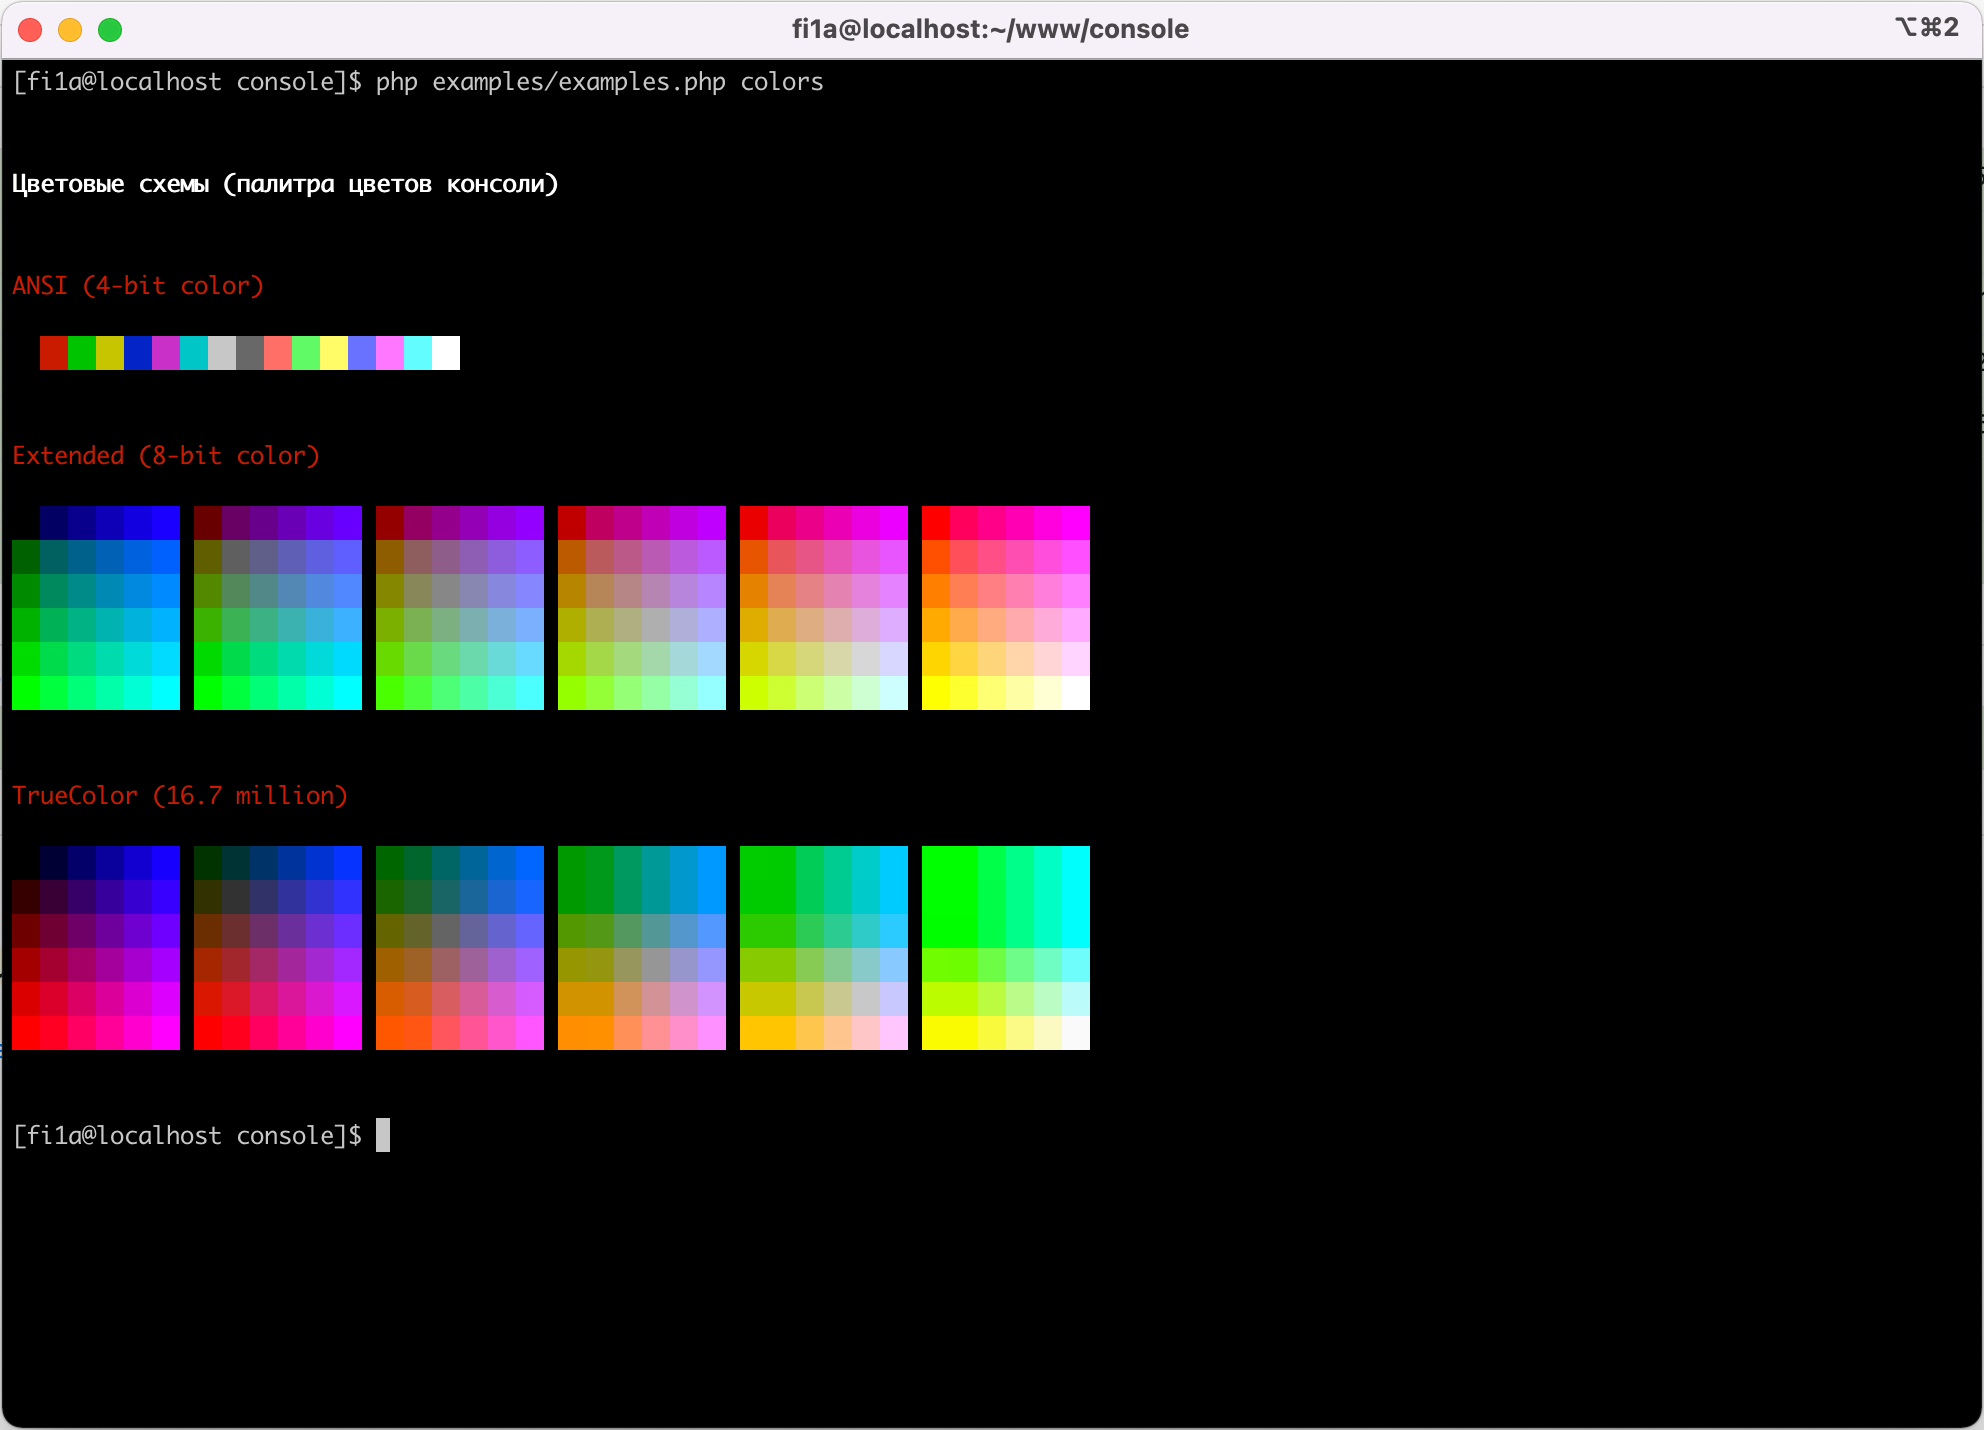 fi1a@localhost:~/www/console
⌥⌘2
[fi1a@localhost console]$ php examples/examples.php colors
Цветовые схемы (палитра цветов консоли)
ANSI (4-bit color)
Extended (8-bit color)
TrueColor (16.7 million)
[fi1a@localhost console]$